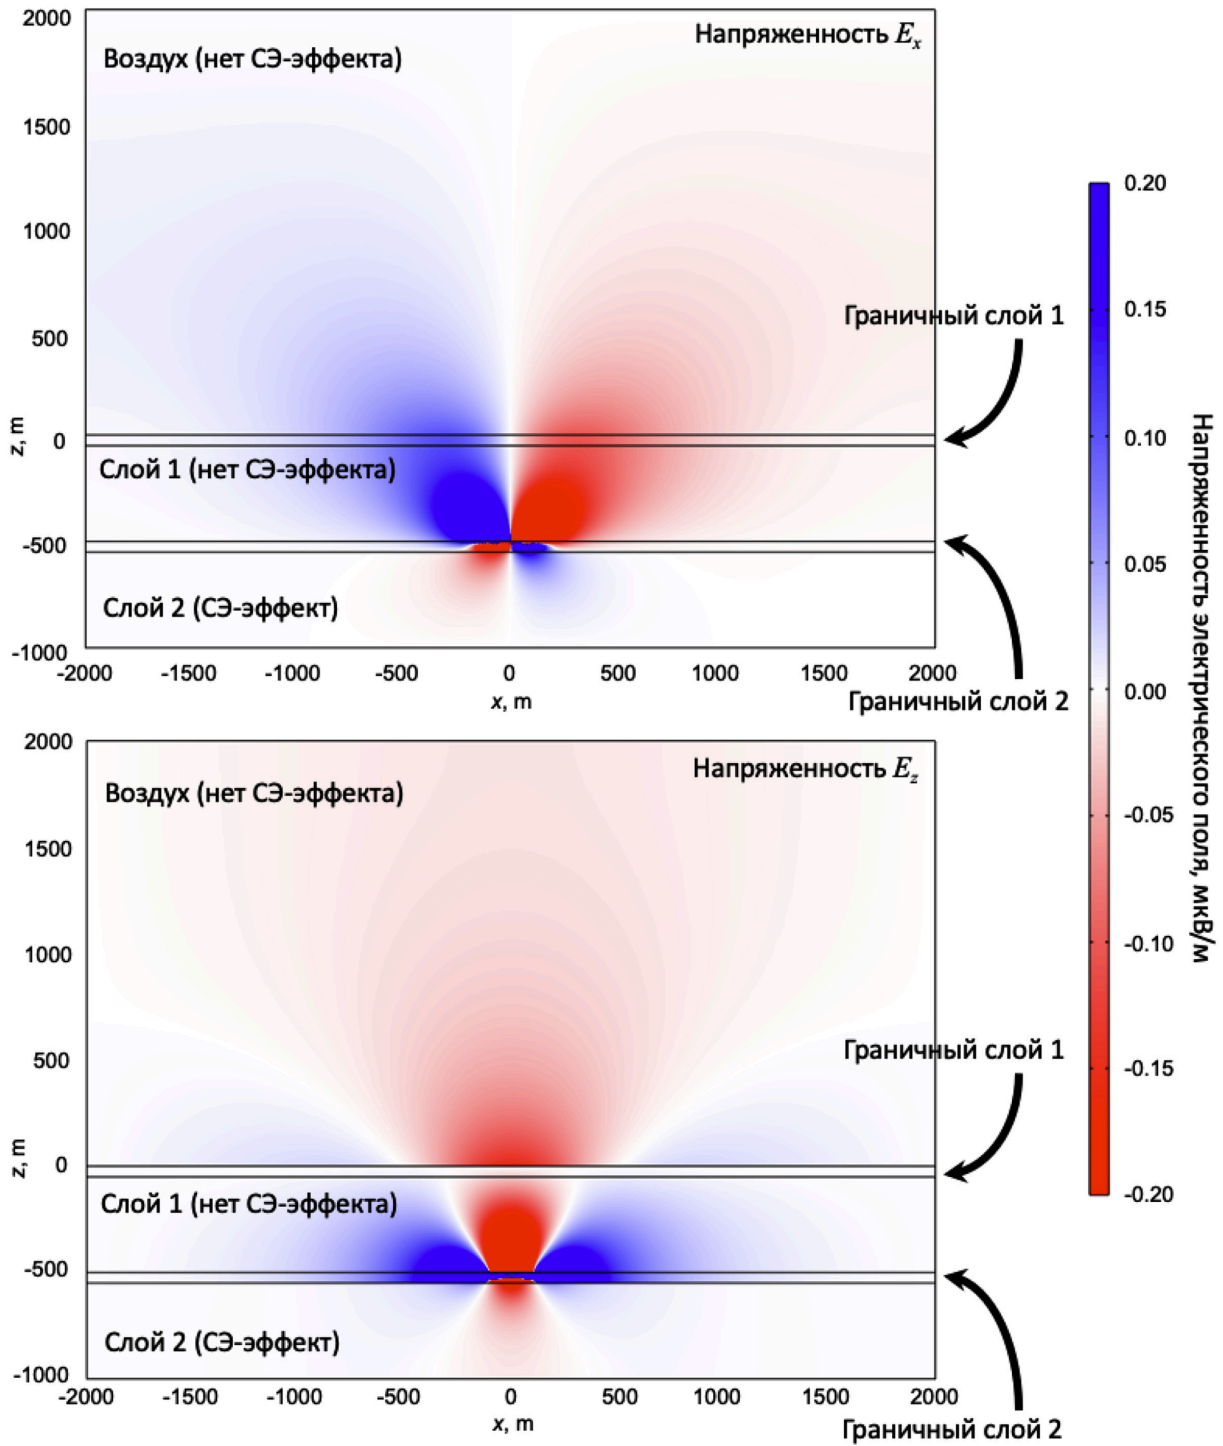 2000
Воздух (нет СЭ-эффекта)
Напряженность Eₓ
1500
1000
500
z, m
0
Слой 1 (нет СЭ-эффекта)
-500
Слой 2 (СЭ-эффект)
-1000
-2000 -1500 -1000 -500 0 500 1000 1500 2000
x, m
Граничный слой 1
Граничный слой 2
0.20
0.15
0.10
0.05
0.00
-0.05
-0.10
-0.15
-0.20
Напряженность электрического поля, мкВ/м
2000
Воздух (нет СЭ-эффекта)
Напряженность E_z
1500
1000
500
z, m
0
Слой 1 (нет СЭ-эффекта)
-500
Слой 2 (СЭ-эффект)
-1000
-2000 -1500 -1000 -500 0 500 1000 1500 2000
x, m
Граничный слой 1
Граничный слой 2